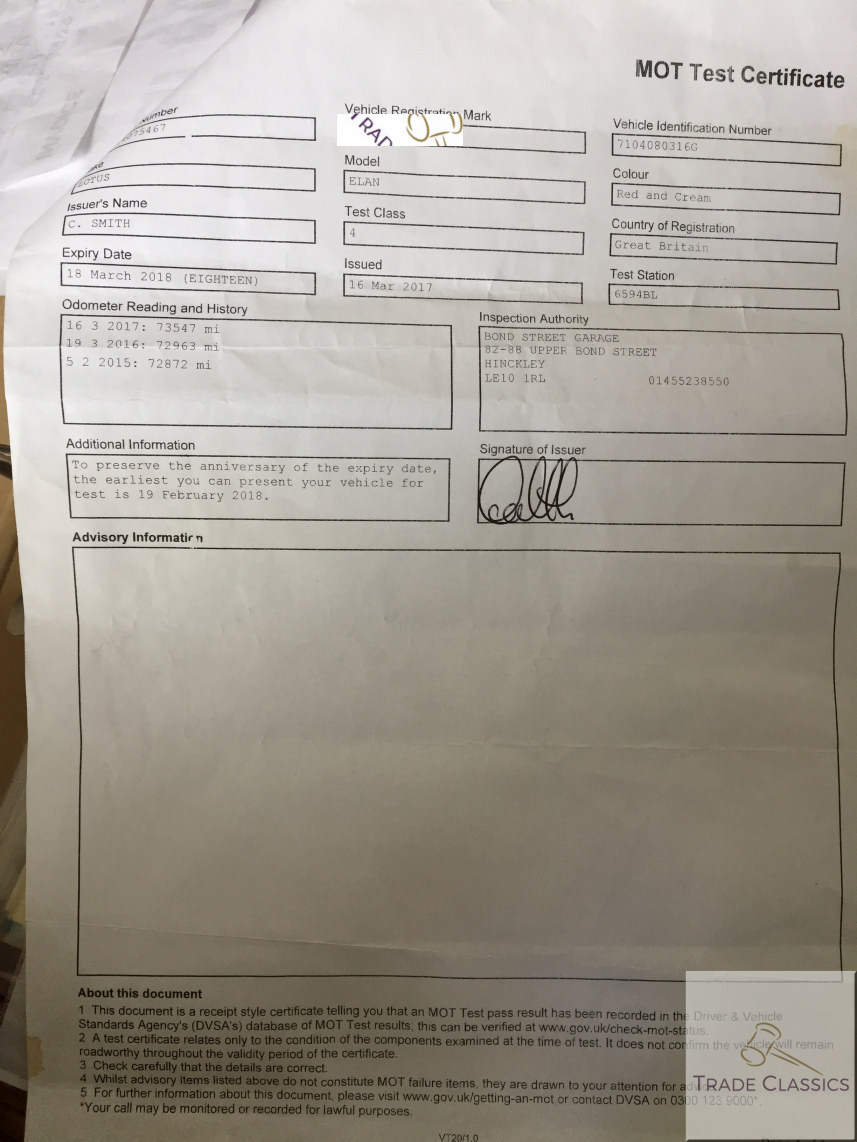 MOT Test Certificate
Vehicle Registration Mark
Vehicle Identification Number
7104080316G
Model
ELAN
Colour
Red and Cream
LOTUS
Issuer's Name
C. SMITH
Test Class
4
Country of Registration
Great Britain
Expiry Date
18 March 2018 (EIGHTEEN)
Issued
16 Mar 2017
Test Station
6594BL
Odometer Reading and History
16 3 2017: 73547 mi
19 3 2016: 72963 mi
5 2 2015: 72872 mi
Inspection Authority
BOND STREET GARAGE
82-88 UPPER BOND STREET
HINCKLEY
LE10 1RL 01455238550
Additional Information
To preserve the anniversary of the expiry date,
the earliest you can present your vehicle for
test is 19 February 2018.
Signature of Issuer
Advisory Information
About this document
1 This document is a receipt style certificate telling you that an MOT Test pass result has been recorded in the Driver & Vehicle
Standards Agency's (DVSA's) database of MOT Test results; this can be verified at www.gov.uk/check-mot-status.
2 A test certificate relates only to the condition of the components examined at the time of test. It does not confirm the vehicle will remain
roadworthy throughout the validity period of the certificate.
3 Check carefully that the details are correct.
4 Whilst advisory items listed above do not constitute MOT failure items, they are drawn to your attention for
5 For further information about this document, please visit www.gov.uk/getting-an-mot or contact DVSA on 0300 123 9000*.
*Your call may be monitored or recorded for lawful purposes.
VT20/1.0
TRADE CLASSICS